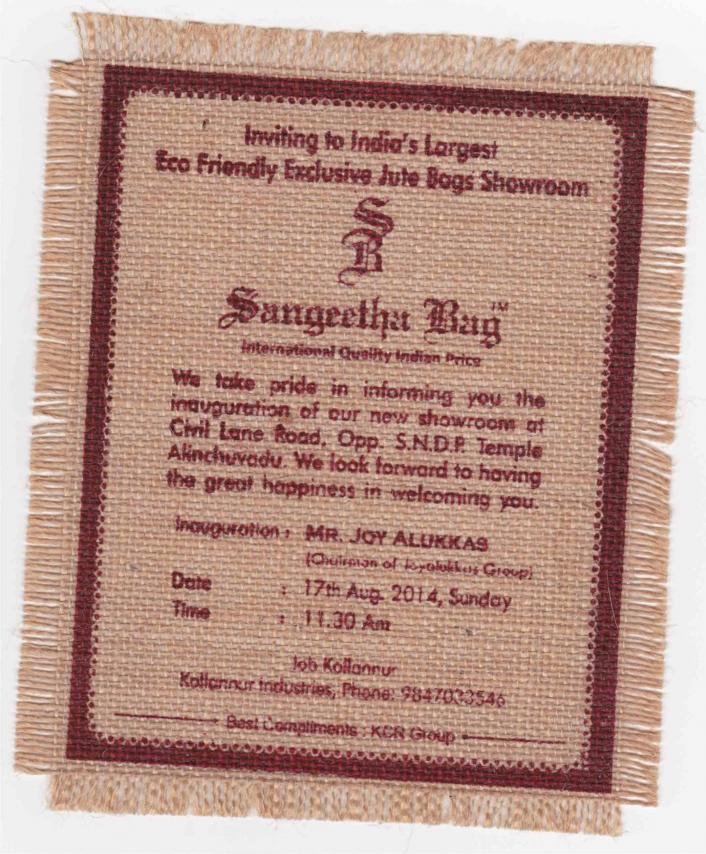 Inviting to India's Largest
Eco Friendly Exclusive Jute Bags Showroom
SB
Sangeetha Bag™
International Quality Indian Price
We take pride in informing you the
inauguration of our new showroom at
Civil Lane Road, Opp. S.N.D.P. Temple
Alinchuvadu. We look forward to having
the great happiness in welcoming you.
Inauguration : MR. JOY ALUKKAS
(Chairman of Joyalukkas Group)
Date : 17th Aug. 2014, Sunday
Time : 11.30 Am
Job Kollannur
Kollannur Industries, Phone: 9847033546
Best Compliments : KCR Group